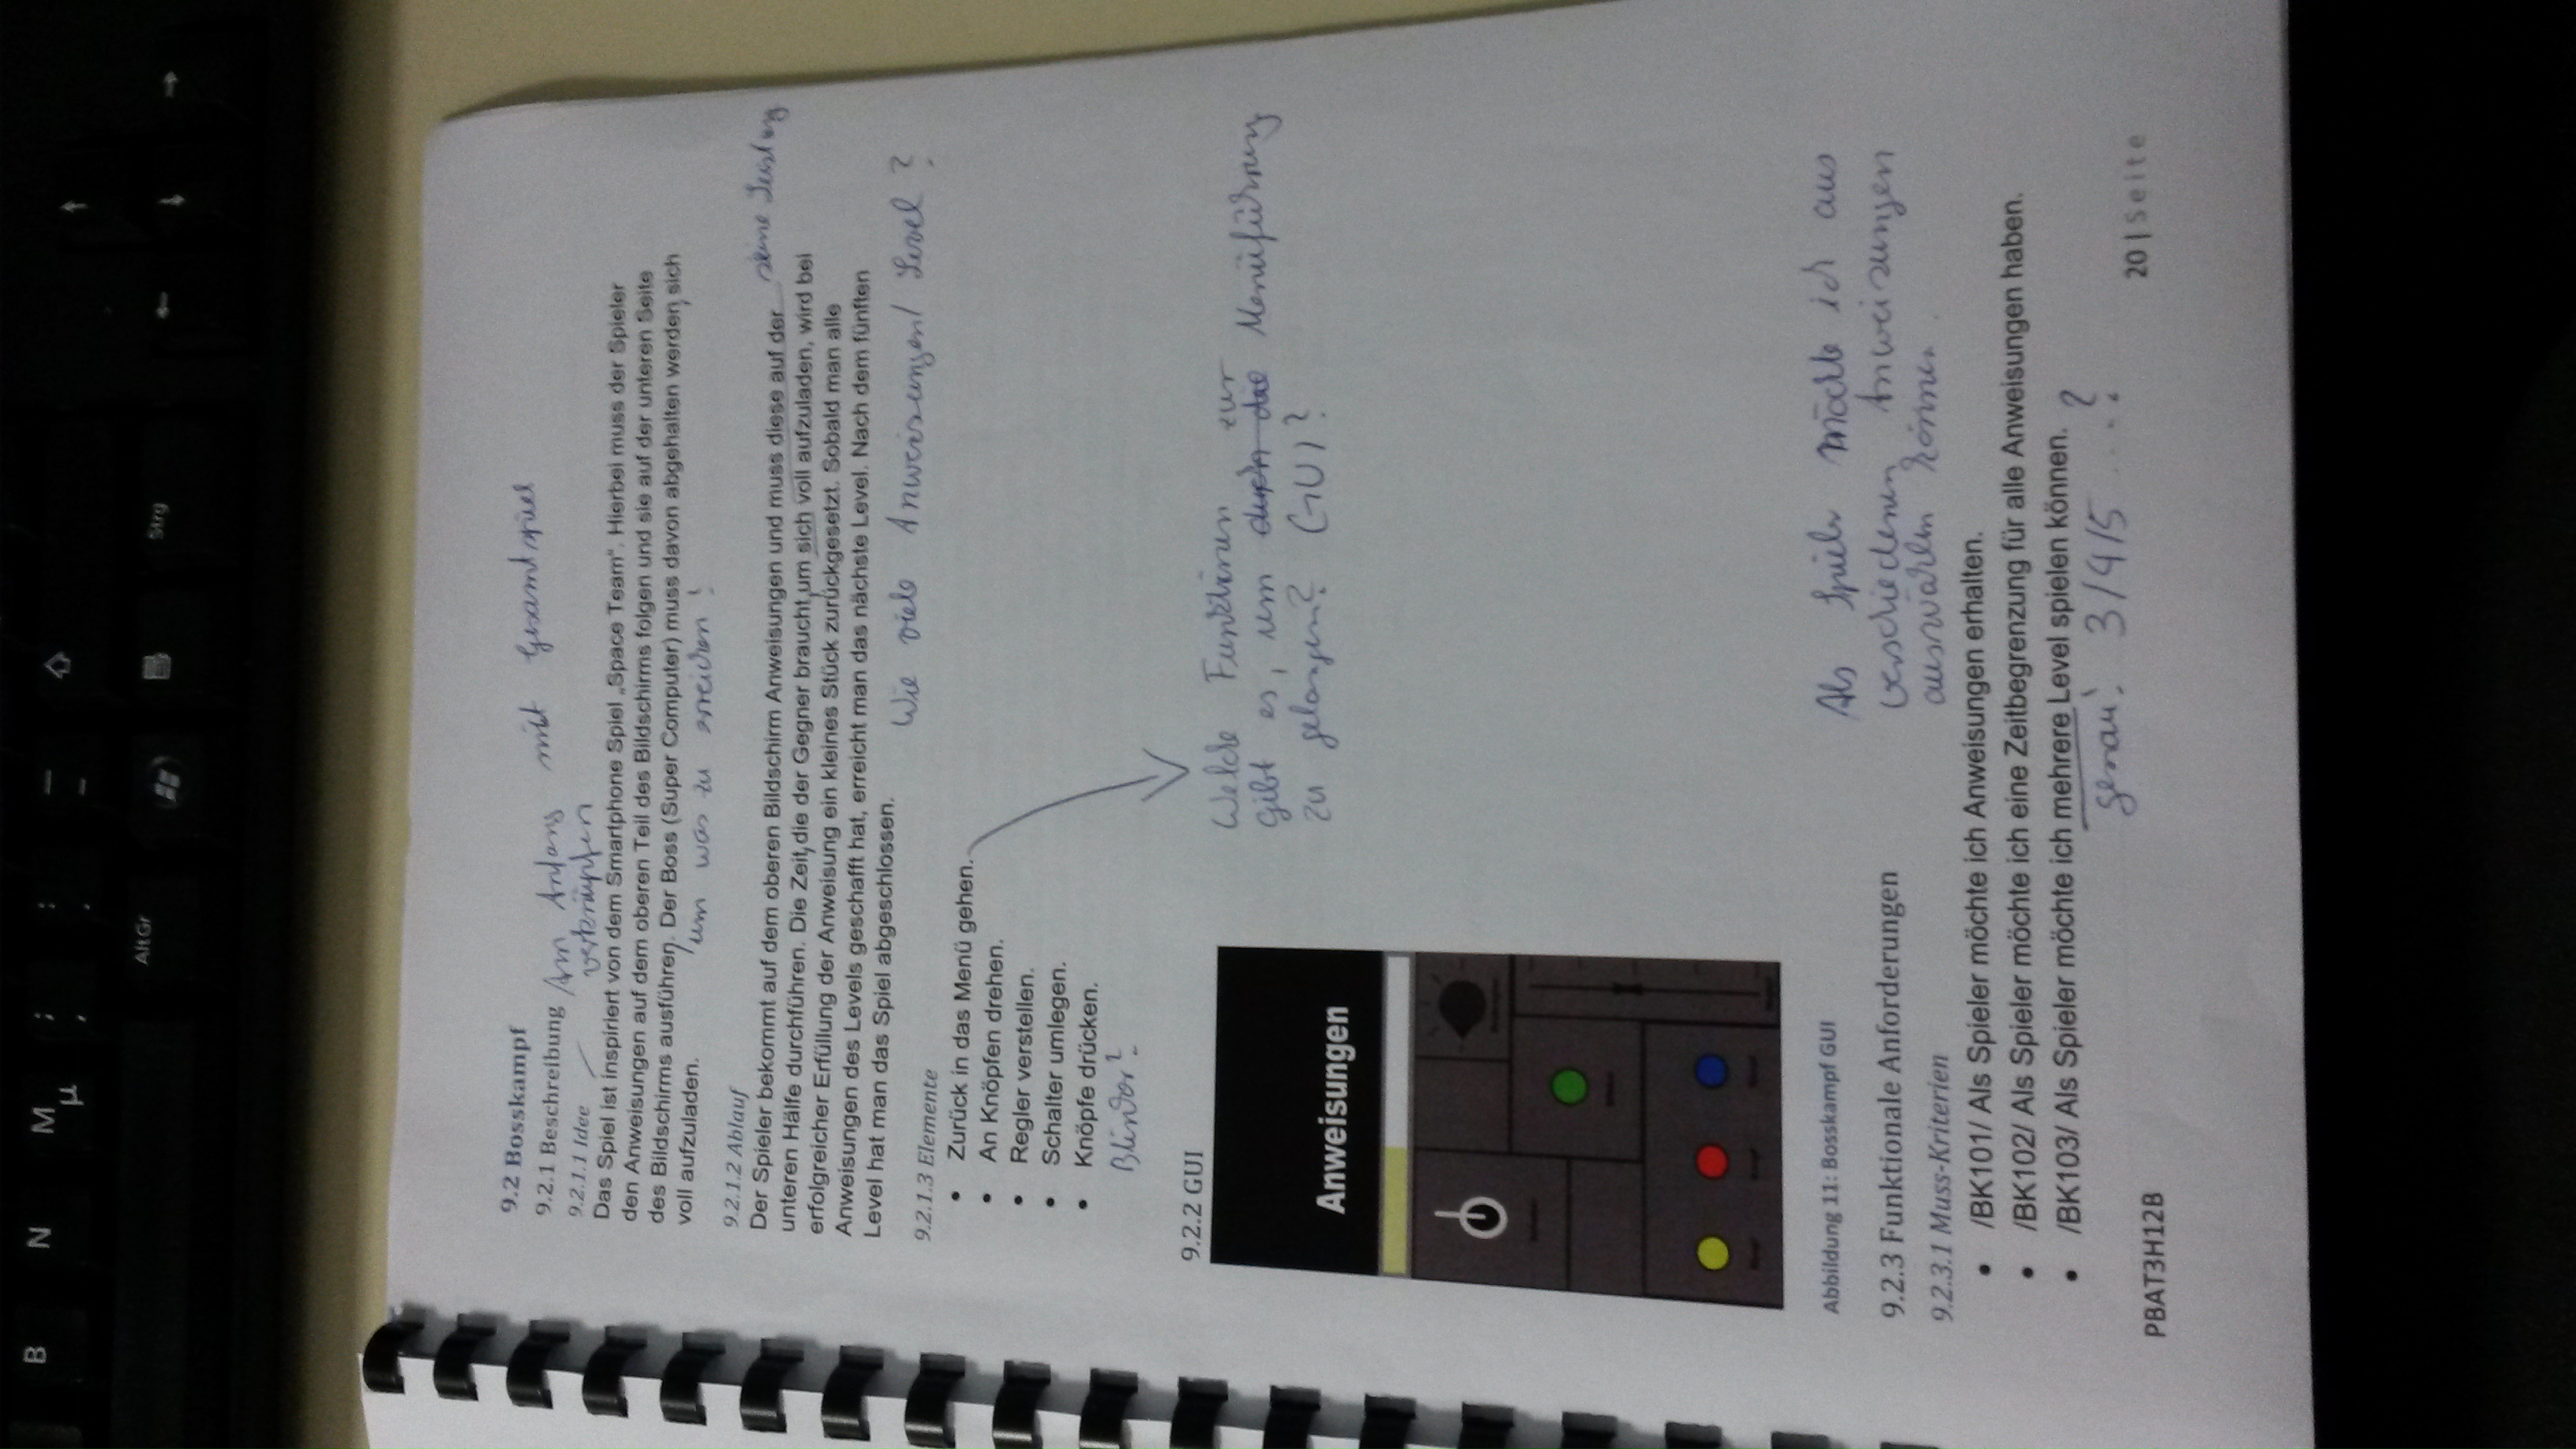 B N M µ ; , : . _ -
AltGr Strg
9.2 Bosskampf
9.2.1 Beschreibung Am Anfang mit Gesamtspiel
verknüpfen
9.2.1.1 Idee
Das Spiel ist inspiriert von dem Smartphone Spiel „Space Team“. Hierbei muss der Spieler
den Anweisungen auf dem oberen Teil des Bildschirms folgen und sie auf der unteren Seite
des Bildschirms ausführen. Der Boss (Super Computer) muss davon abgehalten werden, sich
voll aufzuladen.
um was zu erreichen!
9.2.1.2 Ablauf
Der Spieler bekommt auf dem oberen Bildschirm Anweisungen und muss diese auf der
seine Leistung
unteren Hälfte durchführen. Die Zeit, die der Gegner braucht, um sich voll aufzuladen, wird bei
erfolgreicher Erfüllung der Anweisung ein kleines Stück zurückgesetzt. Sobald man alle
Anweisungen des Levels geschafft hat, erreicht man das nächste Level. Nach dem fünften
Level hat man das Spiel abgeschlossen.
Wie viele Anweisungen/ Level?
9.2.1.3 Elemente
• Zurück in das Menü gehen.
• An Knöpfen drehen.
• Regler verstellen.
• Schalter umlegen.
• Knöpfe drücken.
9.2.2 GUI
Welche Funktionen zur
gibt es, um durch die Menüführung
zu gelangen? GUI?
Anweisungen
Abbildung 11: Bosskampf GUI
Als Spieler möchte ich aus
verschiedenen Anweisungen
auswählen können.
9.2.3 Funktionale Anforderungen
9.2.3.1 Muss-Kriterien
• /BK101/ Als Spieler möchte ich Anweisungen erhalten.
• /BK102/ Als Spieler möchte ich eine Zeitbegrenzung für alle Anweisungen haben.
• /BK103/ Als Spieler möchte ich mehrere Level spielen können.
genau! 3/4/5 ...?
PBAT3H12B
20 | Seite